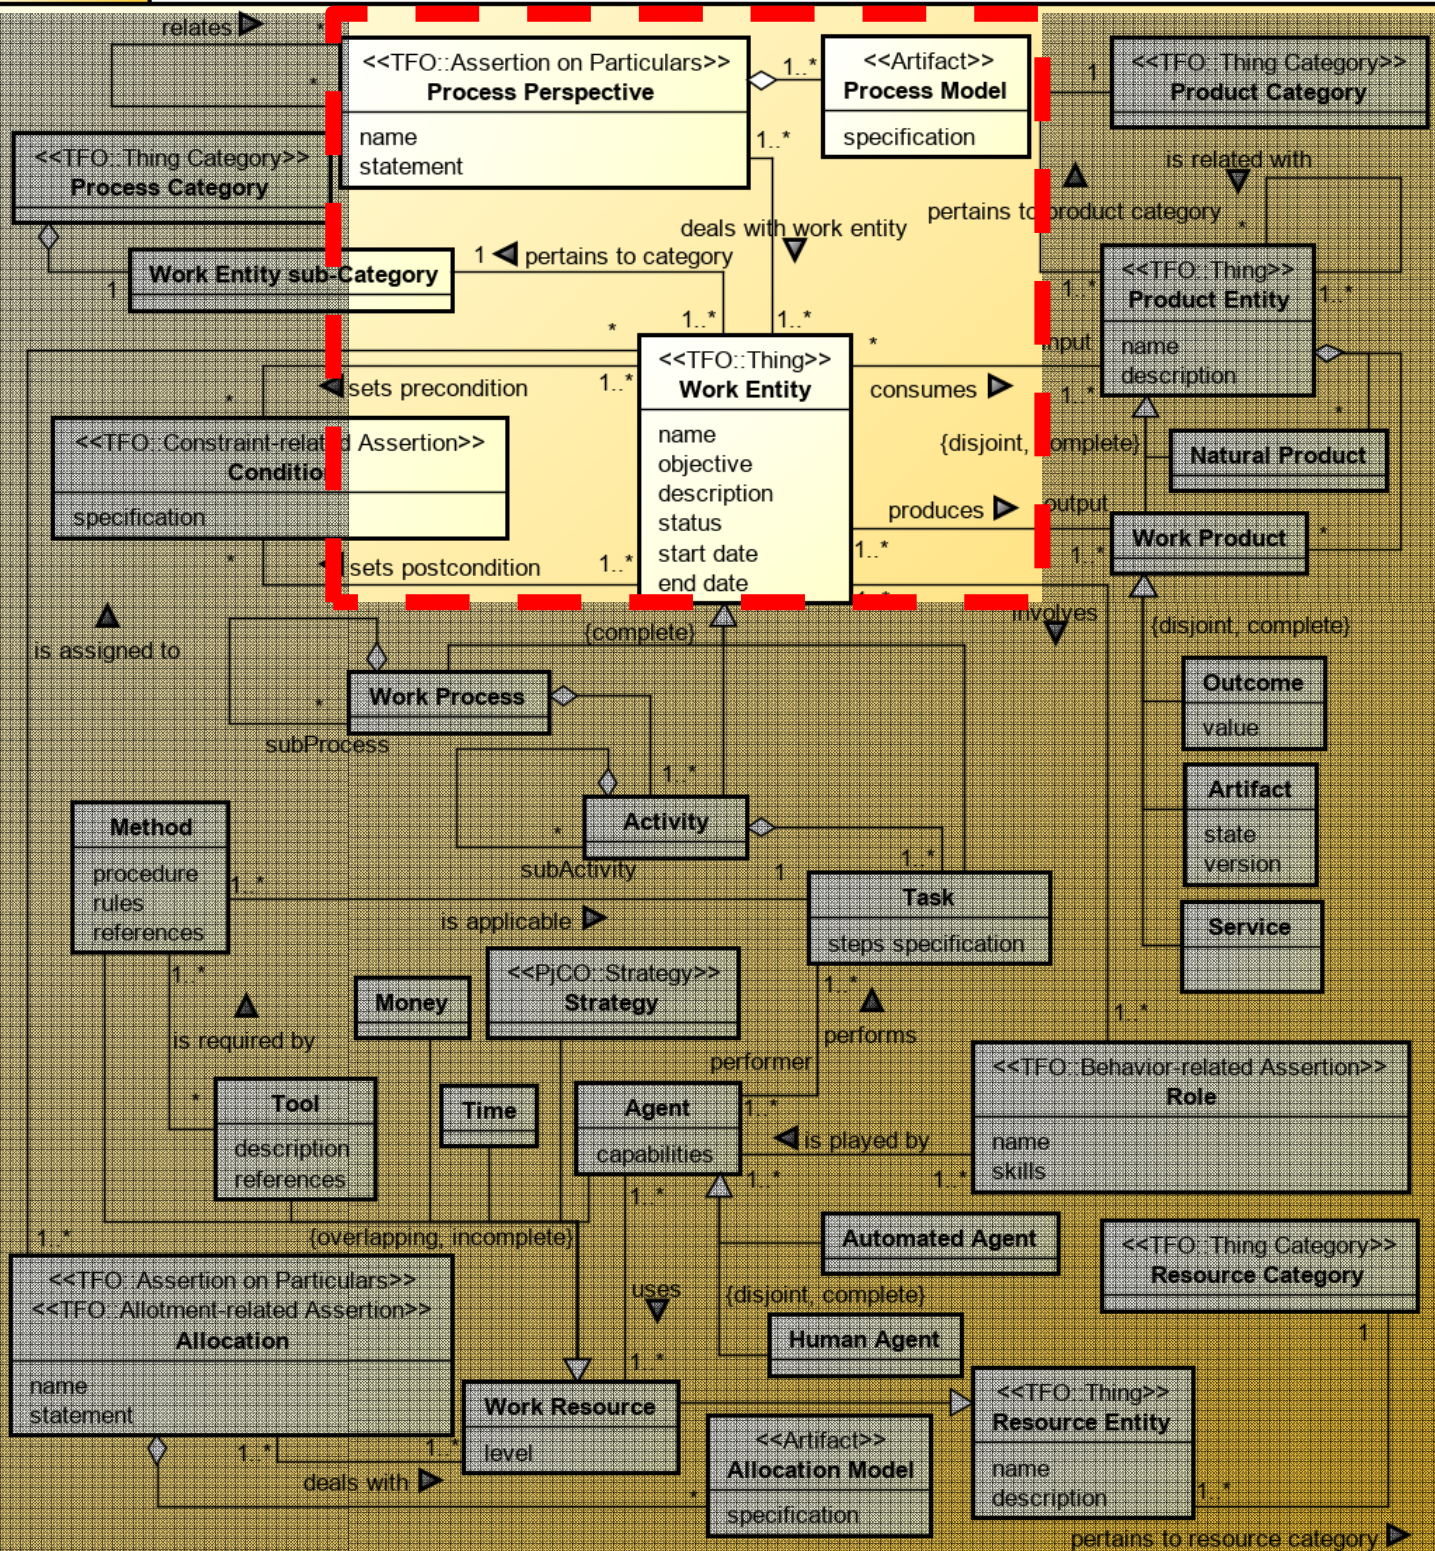 relates
*
*
<<TFO::Assertion on Particulars>>
Process Perspective
name
statement
1..*
<<Artifact>>
Process Model
specification
1
<<TFO::Thing Category>>
Product Category
<<TFO::Thing Category>>
Process Category
1..*
is related with
pertains to product category
*
deals with work entity
1
pertains to category
Work Entity sub-Category
1
<<TFO::Thing>>
Product Entity
name
description
1..*
1..*
1..*
1..*
*
<<TFO::Thing>>
Work Entity
name
objective
description
status
start date
end date
*
input
consumes
1..*
sets precondition
1..*
*
*
<<TFO::Constraint-related Assertion>>
Condition
specification
{disjoint, complete}
Natural Product
produces
output
Work Product
*
1..*
1..*
*
sets postcondition
1..*
1..*
involves
is assigned to
{complete}
{disjoint, complete}
Work Process
*
subProcess
Outcome
value
1..*
Activity
*
subActivity
Artifact
state
version
Method
procedure
rules
references
1..*
1..*
1
is applicable
Task
steps specification
Service
<<PjCO::Strategy>>
Strategy
Money
1..*
is required by
1..*
performs
performer
1..*
<<TFO::Behavior-related Assertion>>
Role
name
skills
*
Tool
description
references
Time
Agent
capabilities
1..*
is played by
1..*
1..*
1..*
{overlapping, incomplete}
Automated Agent
<<TFO::Thing Category>>
Resource Category
1
1..*
<<TFO::Assertion on Particulars>>
<<TFO::Allotment-related Assertion>>
Allocation
name
statement
uses
{disjoint, complete}
Human Agent
1..*
Work Resource
level
<<TFO::Thing>>
Resource Entity
name
description
1..*
1..*
1..*
deals with
*
<<Artifact>>
Allocation Model
specification
pertains to resource category